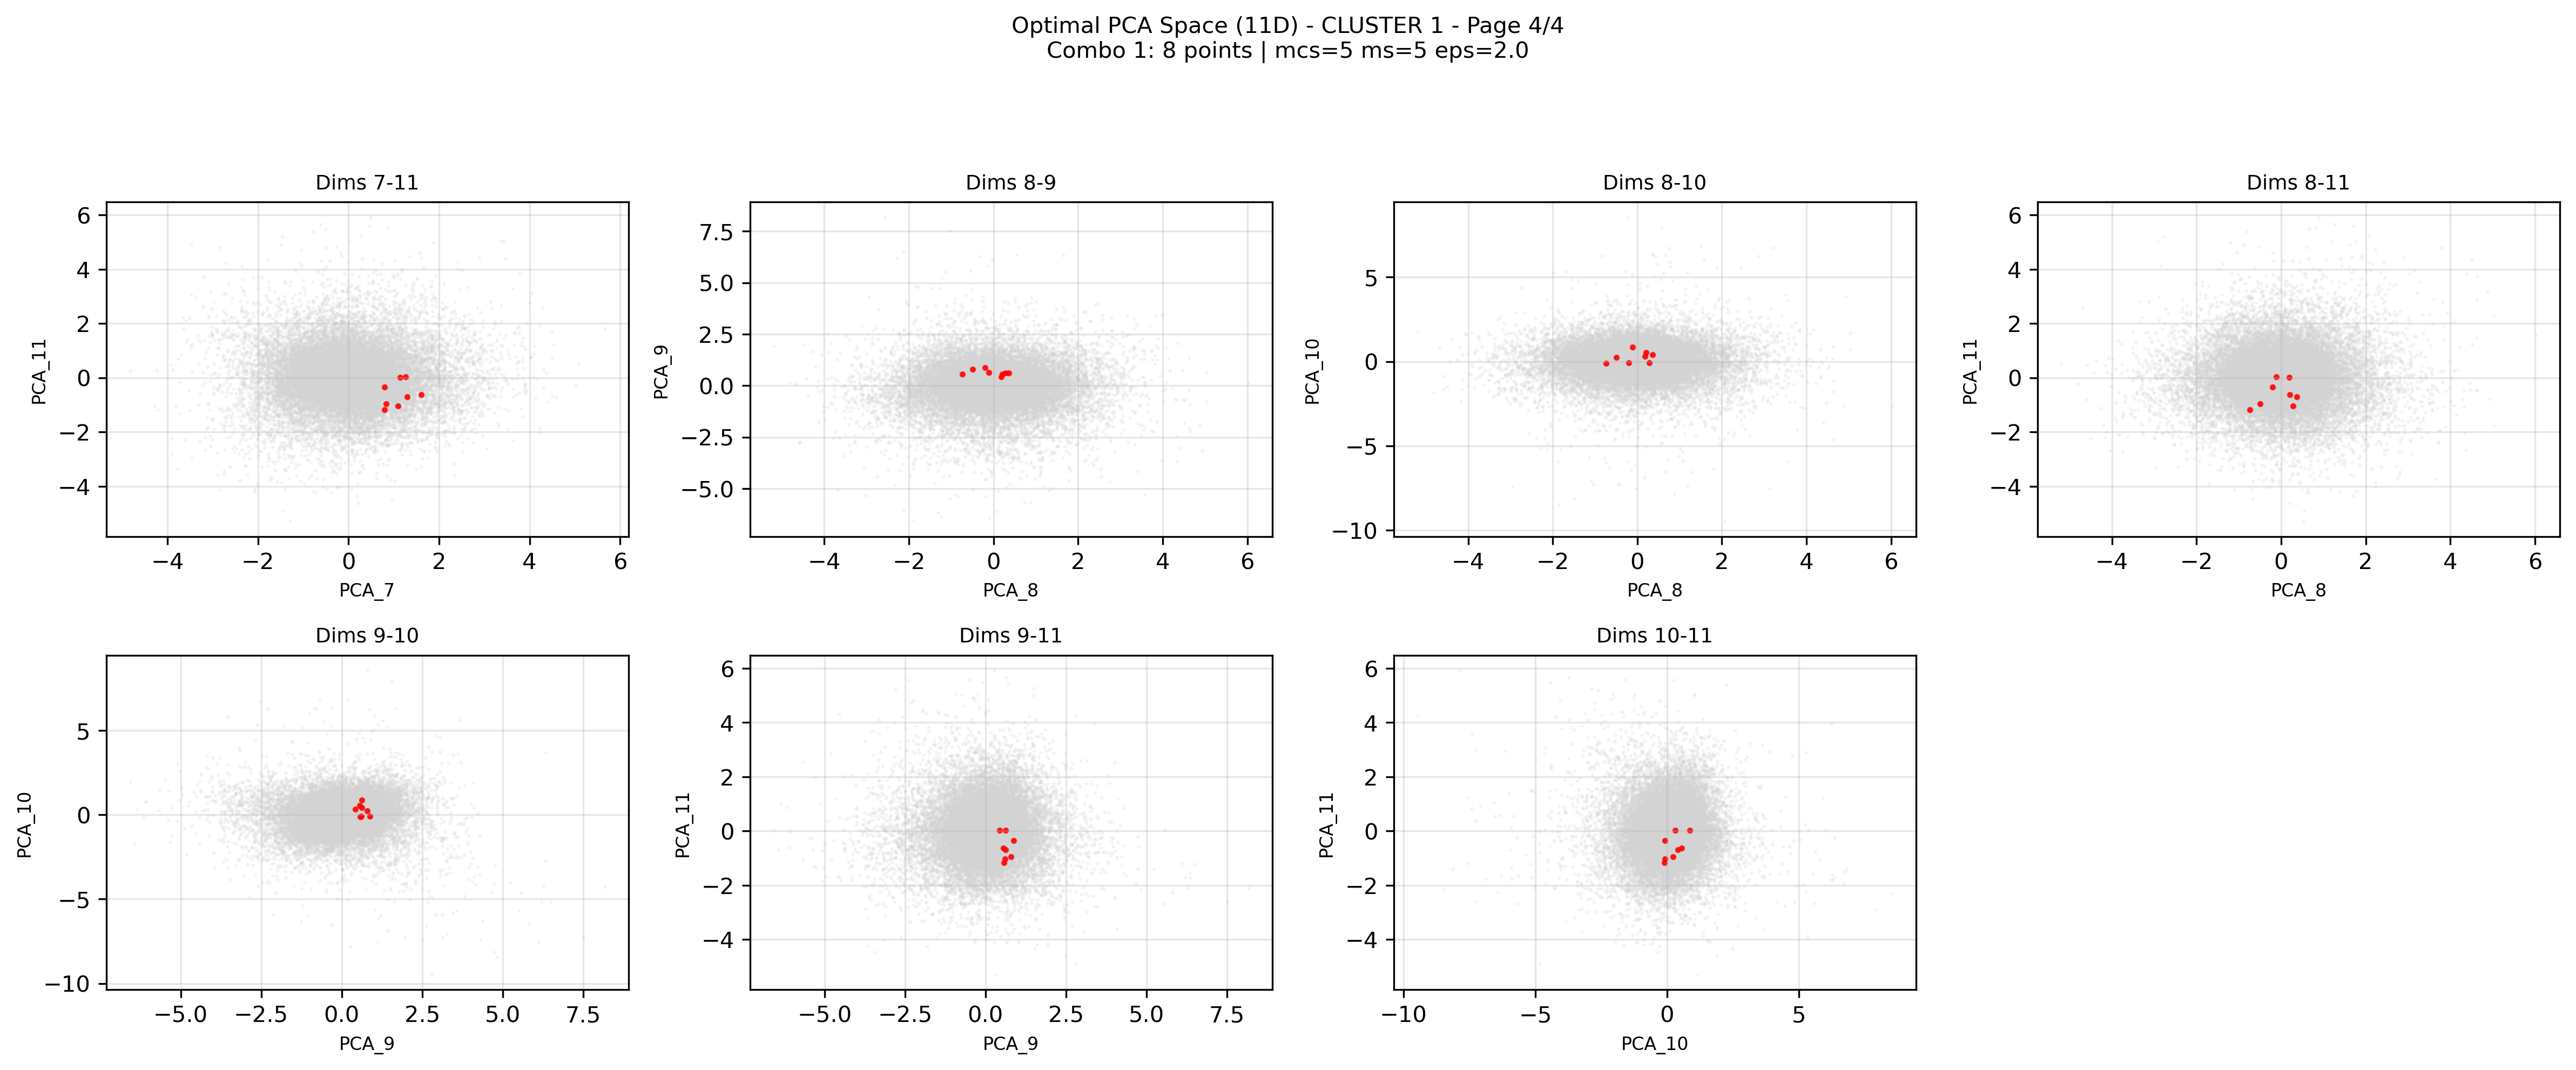 Optimal PCA Space (11D) - CLUSTER 1 - Page 4/4
Combo 1: 8 points | mcs=5 ms=5 eps=2.0
Dims 7-11
6
4
2
0
−2
−4
PCA_11
−4 −2 0 2 4 6
PCA_7
Dims 8-9
7.5
5.0
2.5
0.0
−2.5
−5.0
PCA_9
−4 −2 0 2 4 6
PCA_8
Dims 8-10
5
0
−5
−10
PCA_10
−4 −2 0 2 4 6
PCA_8
Dims 8-11
6
4
2
0
−2
−4
PCA_11
−4 −2 0 2 4 6
PCA_8
Dims 9-10
5
0
−5
−10
PCA_10
−5.0 −2.5 0.0 2.5 5.0 7.5
PCA_9
Dims 9-11
6
4
2
0
−2
−4
PCA_11
−5.0 −2.5 0.0 2.5 5.0 7.5
PCA_9
Dims 10-11
6
4
2
0
−2
−4
PCA_11
−10 −5 0 5
PCA_10